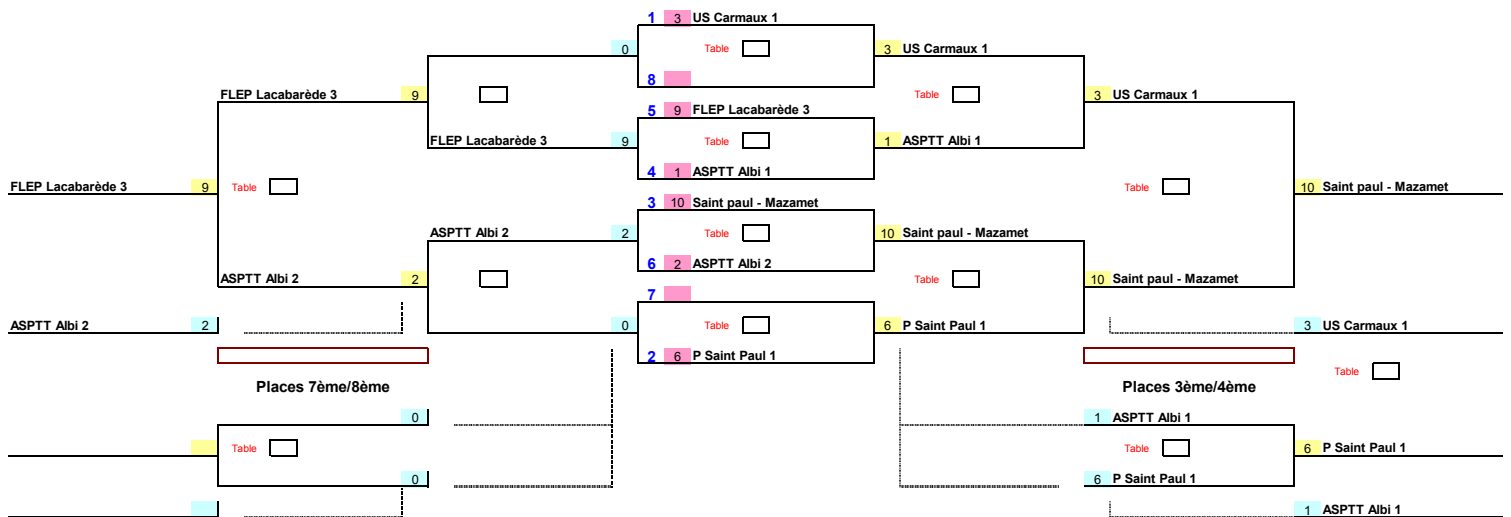 1 3 US Carmaux 1
0 Table 3 US Carmaux 1
8
FLEP Lacabarède 3 9 Table 3 US Carmaux 1
5 9 FLEP Lacabarède 3
FLEP Lacabarède 3 9 Table 1 ASPTT Albi 1
4 1 ASPTT Albi 1
FLEP Lacabarède 3 9 Table Table 10 Saint paul - Mazamet
3 10 Saint paul - Mazamet
ASPTT Albi 2 2 Table 10 Saint paul - Mazamet
6 2 ASPTT Albi 2
ASPTT Albi 2 2 Table 10 Saint paul - Mazamet
7
ASPTT Albi 2 2 0 Table 6 P Saint Paul 1 3 US Carmaux 1
2 6 P Saint Paul 1
Table
Places 7ème/8ème Places 3ème/4ème
0 1 ASPTT Albi 1
Table Table 6 P Saint Paul 1
0 6 P Saint Paul 1
1 ASPTT Albi 1